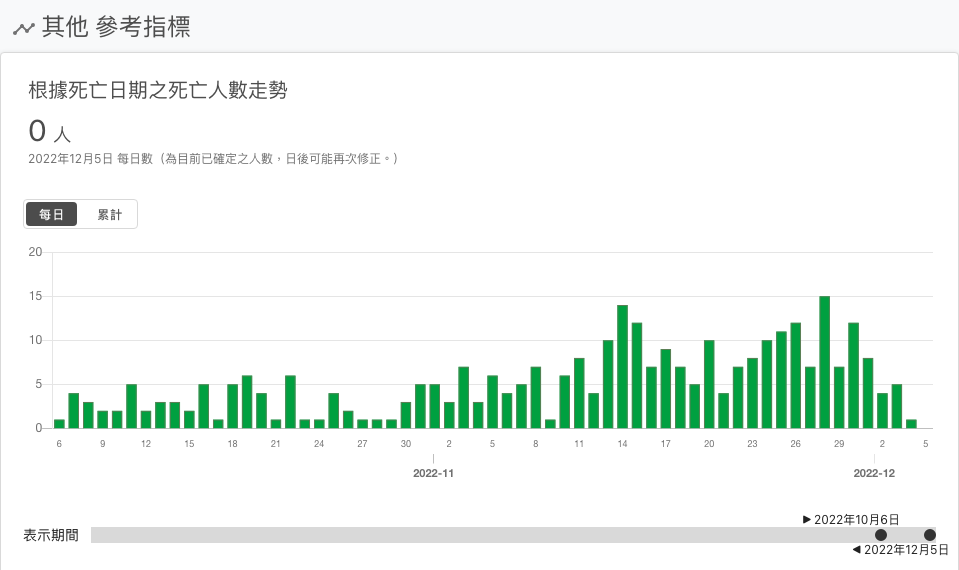 其他 參考指標
根據死亡日期之死亡人數走勢
0 人
2022年12月5日 每日數（為目前已確定之人數，日後可能再次修正。）
每日 累計
20
15
10
5
0
6 9 12 15 18 21 24 27 30 2 5 8 11 14 17 20 23 26 29 2 5
2022-11 2022-12
▶ 2022年10月6日
表示期間
◀ 2022年12月5日